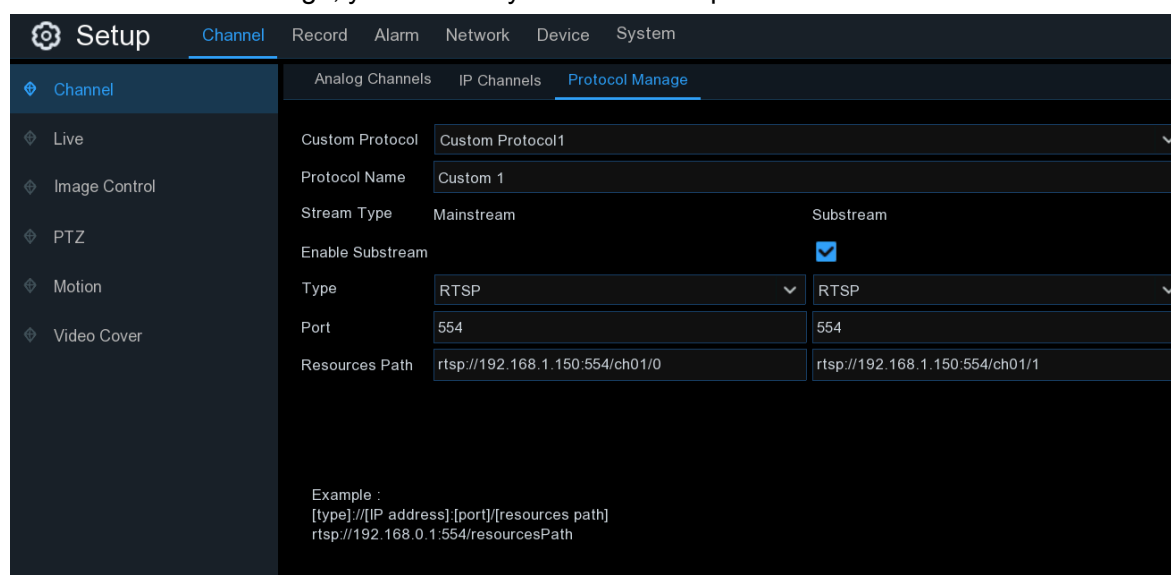 Setup Channel Record Alarm Network Device System
Analog Channels IP Channels Protocol Manage
Channel
Live
Image Control
PTZ
Motion
Video Cover
Custom Protocol Custom Protocol1
Protocol Name Custom 1
Stream Type Mainstream Substream
Enable Substream
Type RTSP RTSP
Port 554 554
Resources Path rtsp://192.168.1.150:554/ch01/0 rtsp://192.168.1.150:554/ch01/1
Example :
[type]://[IP address]:[port]/[resources path]
rtsp://192.168.0.1:554/resourcesPath